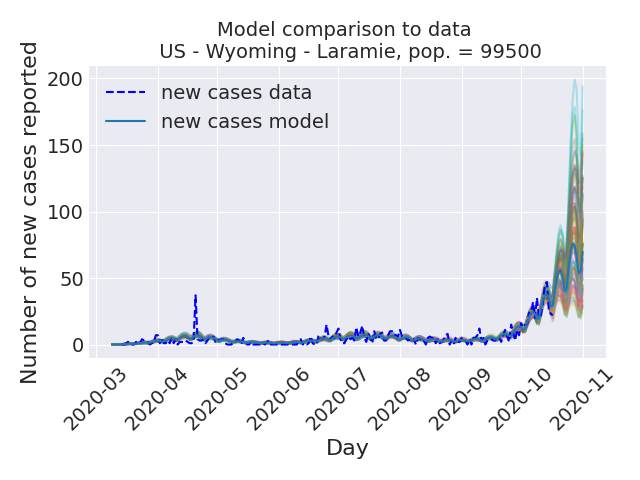 Model comparison to data
US - Wyoming - Laramie, pop. = 99500
Number of new cases reported
200
150
100
50
0
new cases data
new cases model
2020-03
2020-04
2020-05
2020-06
2020-07
2020-08
2020-09
2020-10
2020-11
Day